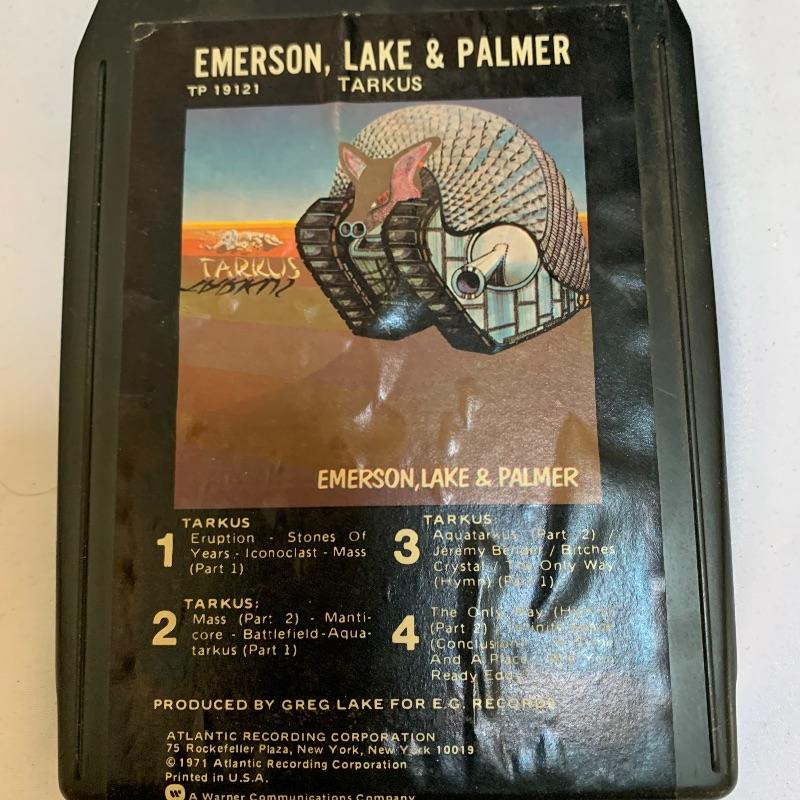 EMERSON, LAKE & PALMER
TP 19121 TARKUS
TARKUS
EMERSON, LAKE & PALMER
1
TARKUS
Eruption - Stones Of
Years - Iconoclast - Mass
(Part 1)
2
TARKUS:
Mass (Part 2) - Manti-
core - Battlefield - Aqua-
tarkus (Part 1)
3
TARKUS
Aquatarkus (Part 2) /
Jeremy Bender / Bitches
Crystal / The Only Way
(Hymn) (Part 1)
4
The Only Way (Hymn)
(Part 2)
(Conclusion)
And A Place
Ready Eddy
PRODUCED BY GREG LAKE FOR E.G. RECORDS
ATLANTIC RECORDING CORPORATION
75 Rockefeller Plaza, New York, New York 10019
© 1971 Atlantic Recording Corporation
Printed in U.S.A.
W A Warner Communications Company